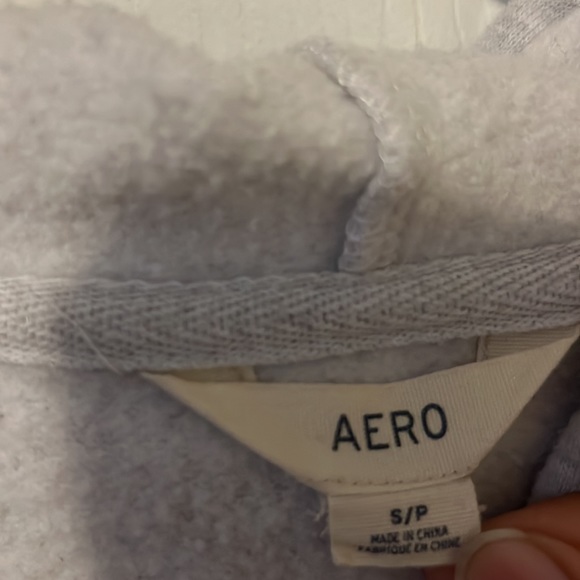 AERO
S/P
MADE IN CHINA
FABRIQUÉ EN CHINE